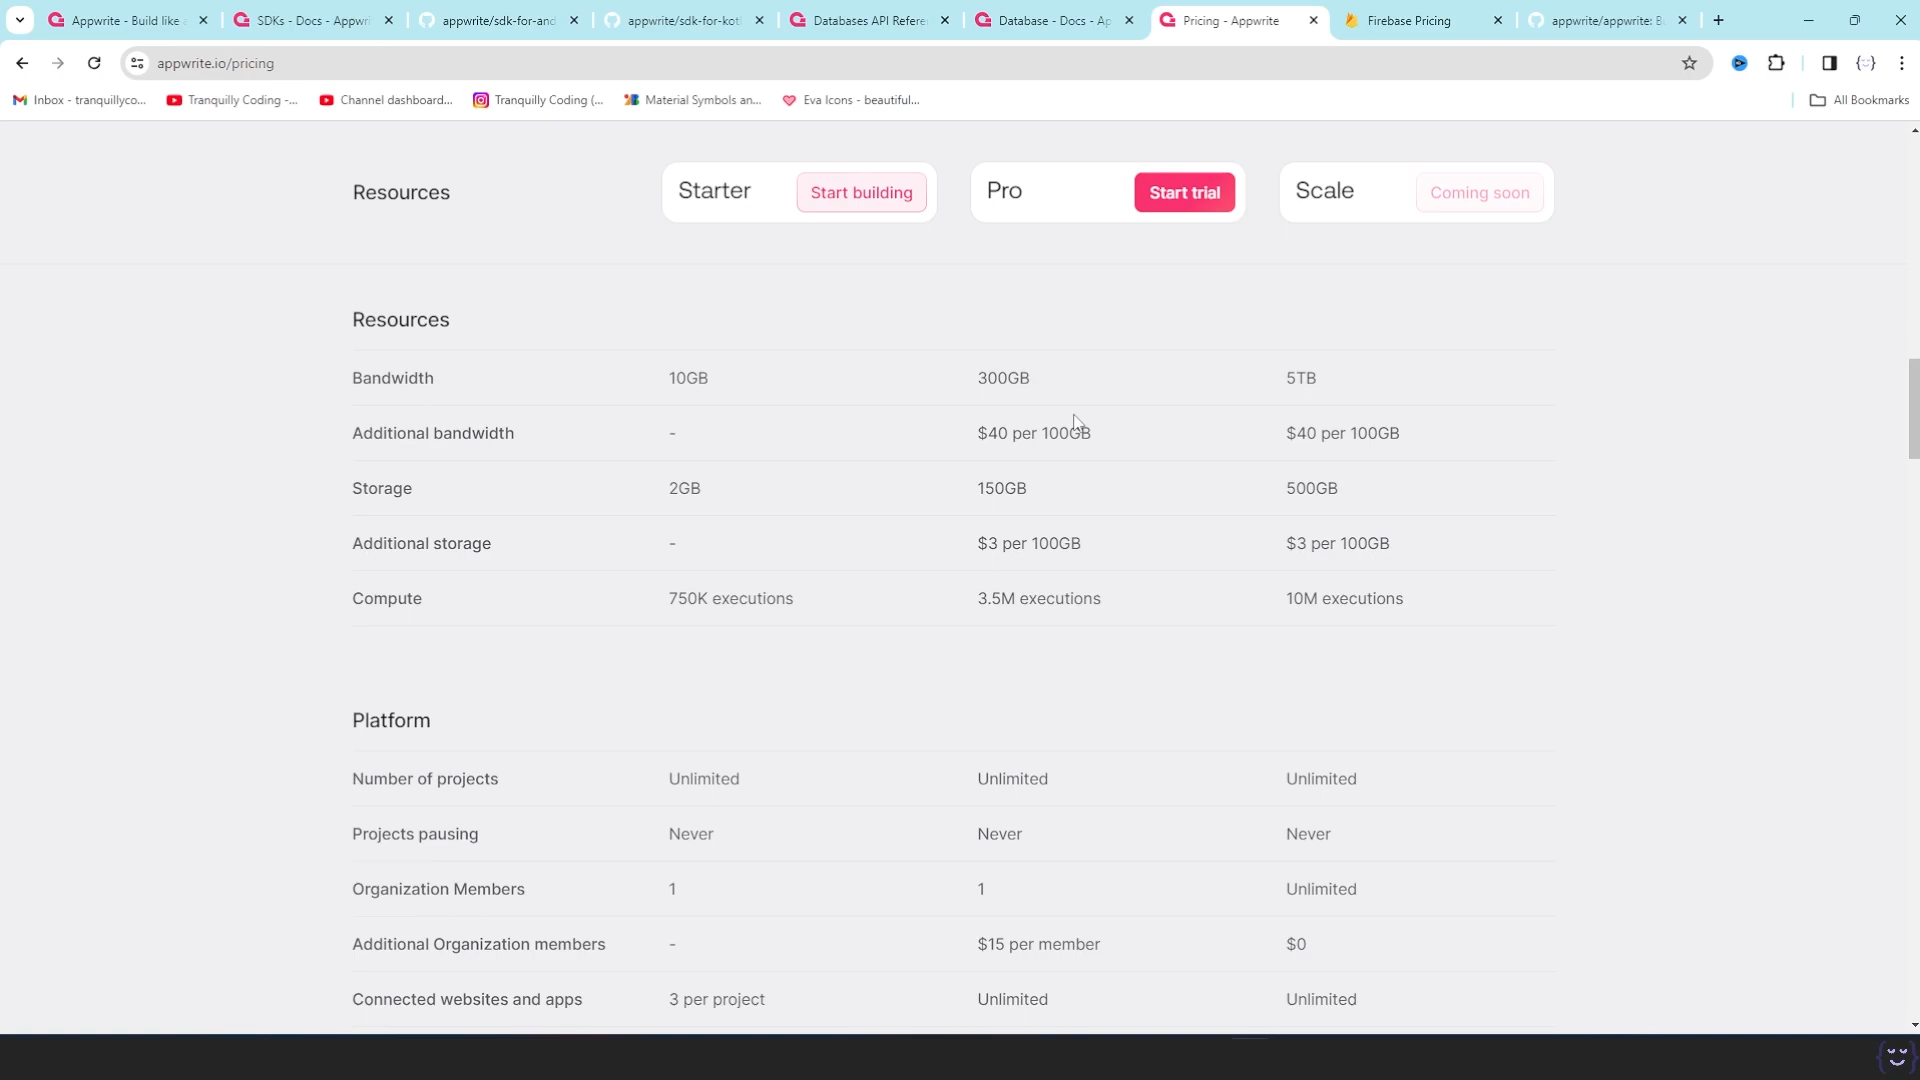 Appwrite - Build like
SDKs - Docs - Appwri
appwrite/sdk-for-and
appwrite/sdk-for-kotl
Databases API Refere
Database - Docs - Ap
Pricing - Appwrite
Firebase Pricing
appwrite/appwrite: B
appwrite.io/pricing
Inbox - tranquillyco...
Tranquilly Coding -...
Channel dashboard...
Tranquilly Coding (...
Material Symbols an...
Eva Icons - beautiful...
All Bookmarks
Resources
Starter
Start building
Pro
Start trial
Scale
Coming soon
Resources
Bandwidth 10GB 300GB 5TB
Additional bandwidth - $40 per 100GB $40 per 100GB
Storage 2GB 150GB 500GB
Additional storage - $3 per 100GB $3 per 100GB
Compute 750K executions 3.5M executions 10M executions
Platform
Number of projects Unlimited Unlimited Unlimited
Projects pausing Never Never Never
Organization Members 1 1 Unlimited
Additional Organization members - $15 per member $0
Connected websites and apps 3 per project Unlimited Unlimited